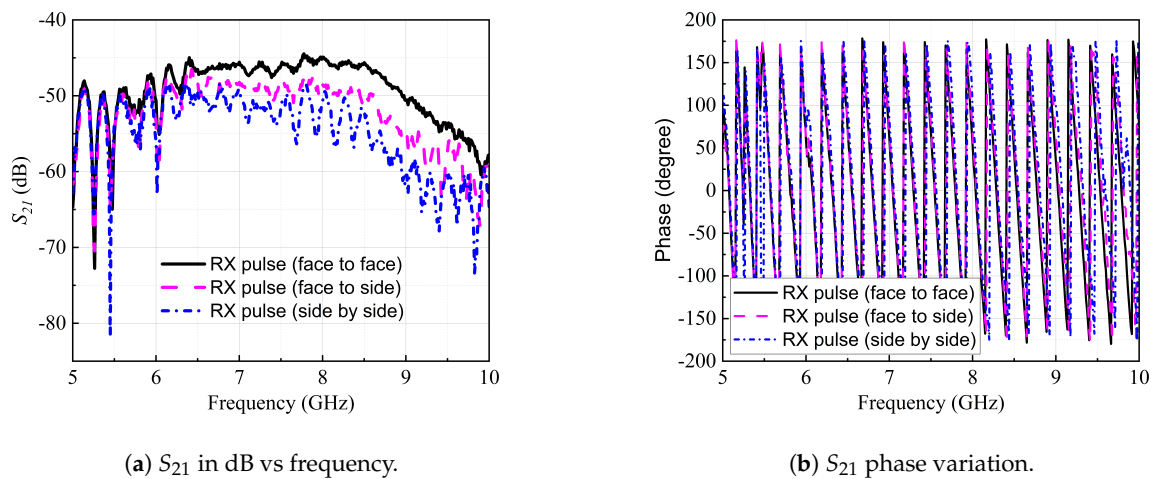 -40
-50
-60
-70
-80
S21 (dB)
RX pulse (face to face)
RX pulse (face to side)
RX pulse (side by side)
5 6 7 8 9 10
Frequency (GHz)
(a) S21 in dB vs frequency.
200
150
100
50
0
-50
-100
-150
-200
Phase (degree)
RX pulse (face to face)
RX pulse (face to side)
RX pulse (side by side)
5 6 7 8 9 10
Frequency (GHz)
(b) S21 phase variation.